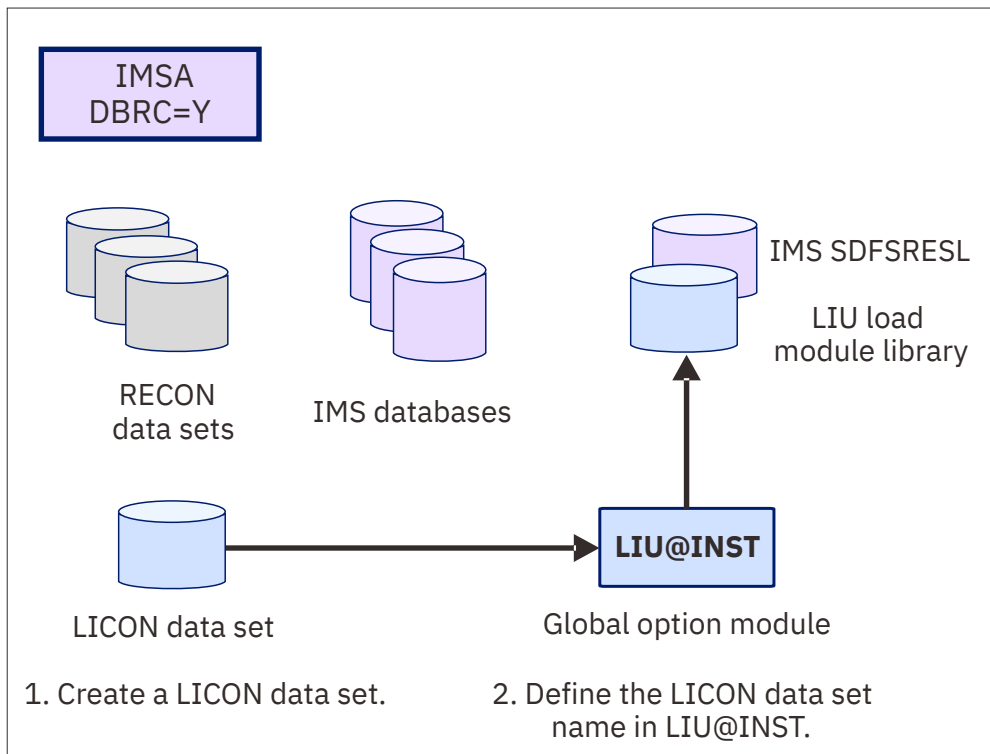 IMSA
DBRC=Y
IMS SDFSRESL
LIU load
module library
RECON
data sets
IMS databases
LIU@INST
LICON data set
Global option module
1. Create a LICON data set.
2. Define the LICON data set
name in LIU@INST.